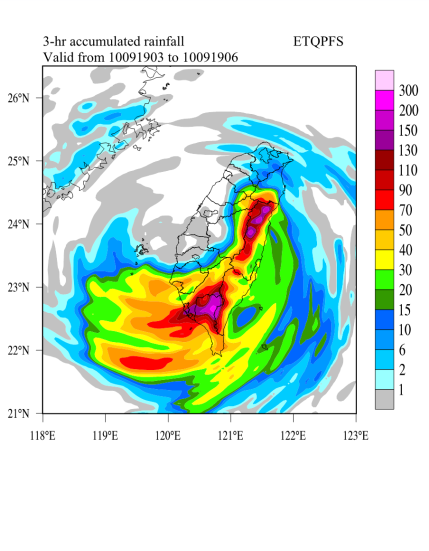 3-hr accumulated rainfall ETQPFS
Valid from 10091903 to 10091906
300
200
150
130
110
90
70
50
40
30
20
15
10
6
2
1
26°N
25°N
24°N
23°N
22°N
21°N
118°E 119°E 120°E 121°E 122°E 123°E